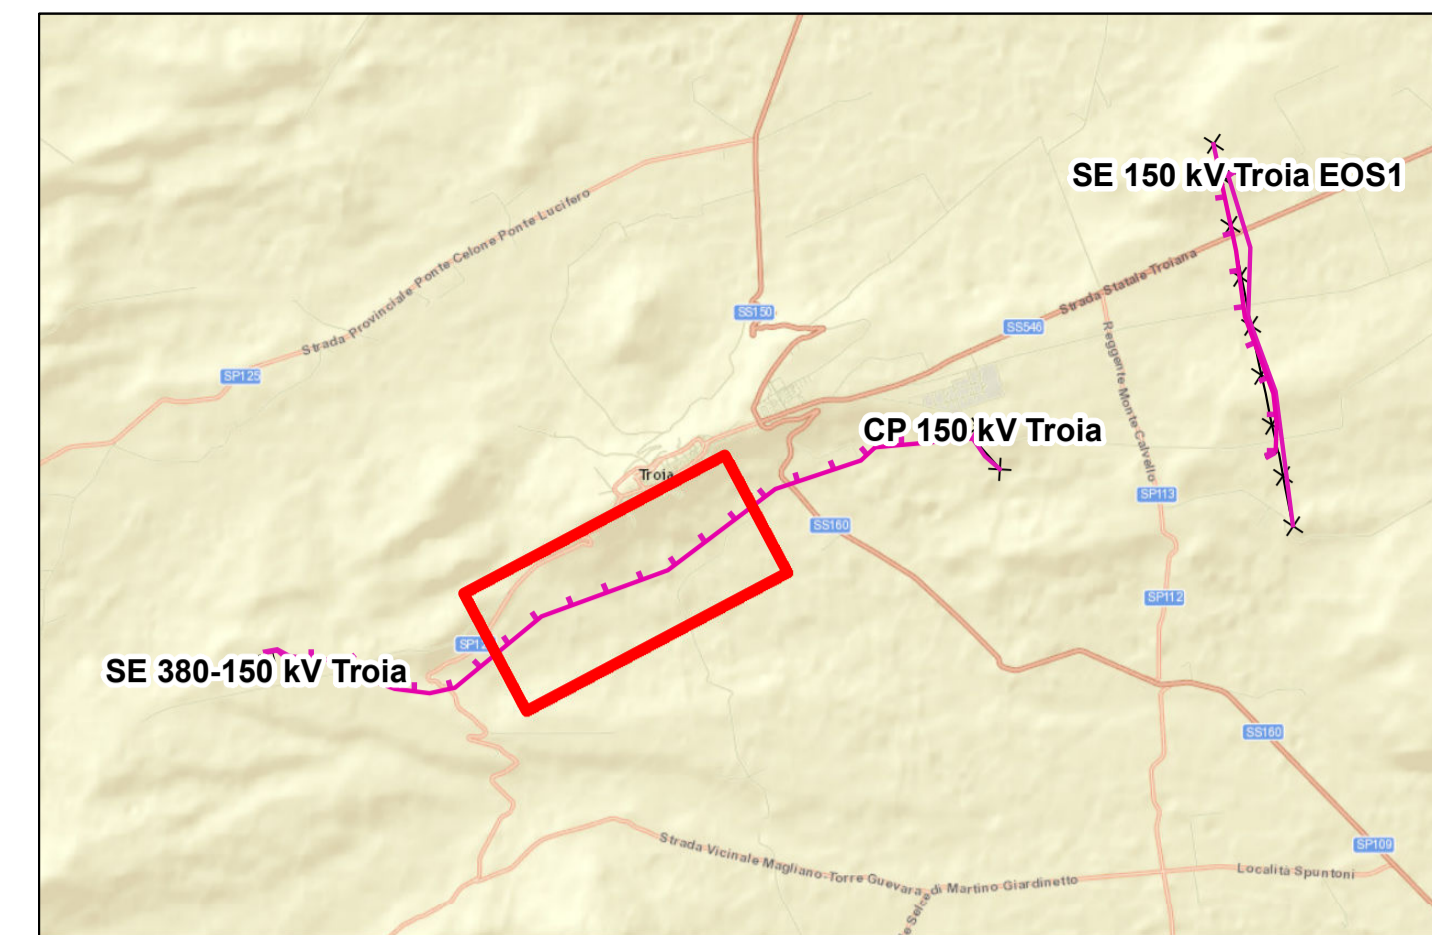 SE 150 kV Troia EOS1
Strada Provinciale Ponte Celone Ponte Lucifero
Strada Statale Troiana
SS150
SS546
SP125
Reggente Monte Calvello
CP 150 kV Troia
Troia
SP113
SS160
SP112
SE 380-150 kV Troia
SS160
SP109
Strada Vicinale Magliano-Torre Guevara
di Martino Giardinetto
Località Spuntoni